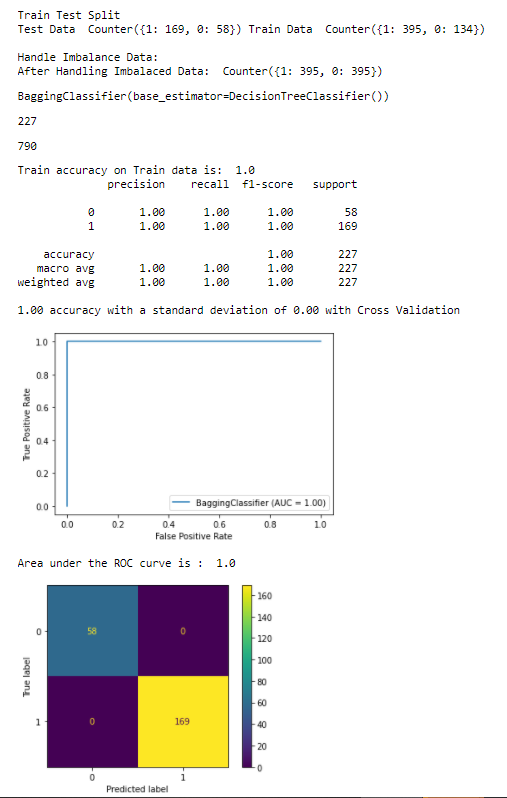 Train Test Split
Test Data  Counter({1: 169, 0: 58}) Train Data  Counter({1: 395, 0: 134})
Handle Imbalance Data:
After Handling Imbalaced Data:  Counter({1: 395, 0: 395})
BaggingClassifier(base_estimator=DecisionTreeClassifier())
227
790
Train accuracy on Train data is:  1.0
precision    recall  f1-score   support
0       1.00      1.00      1.00        58
1       1.00      1.00      1.00       169
accuracy                           1.00       227
macro avg       1.00      1.00      1.00       227
weighted avg       1.00      1.00      1.00       227
1.00 accuracy with a standard deviation of 0.00 with Cross Validation
1.0
0.8
0.6
0.4
0.2
0.0
True Positive Rate
BaggingClassifier (AUC = 1.00)
0.0 0.2 0.4 0.6 0.8 1.0
False Positive Rate
Area under the ROC curve is :  1.0
0
1
True label
58 0
0 169
0 1
Predicted label
160
140
120
100
80
60
40
20
0